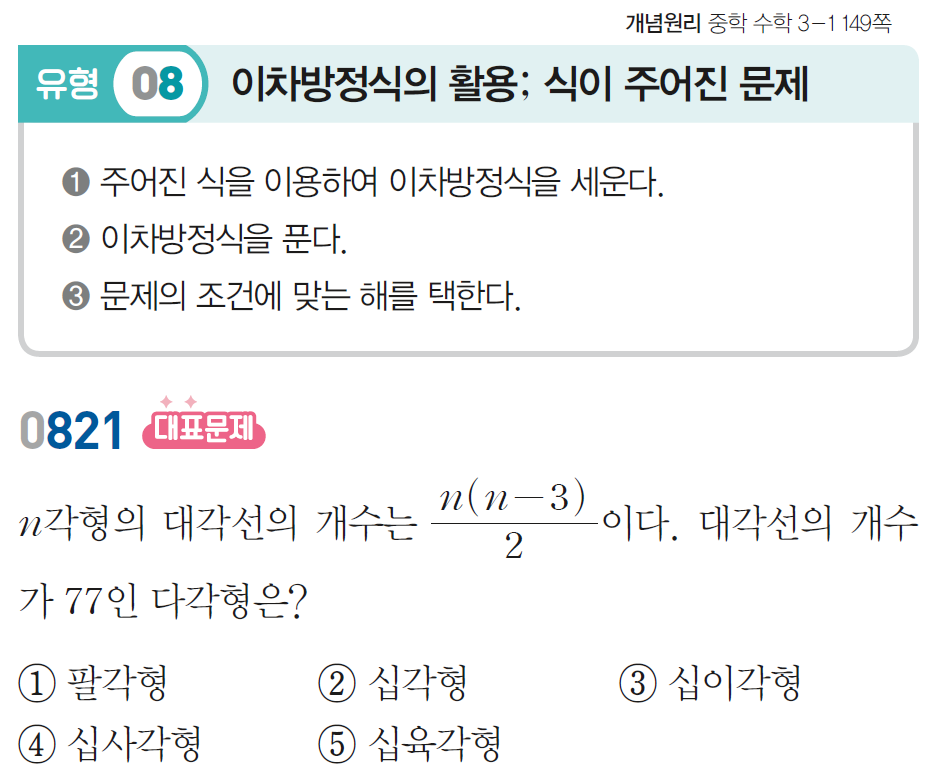 개념원리 중학 수학 3-1 149쪽
유형 08 이차방정식의 활용; 식이 주어진 문제
❶ 주어진 식을 이용하여 이차방정식을 세운다.
❷ 이차방정식을 푼다.
❸ 문제의 조건에 맞는 해를 택한다.
0821 대표문제
n각형의 대각선의 개수는 \frac{n(n-3)}{2}이다. 대각선의 개수
가 77인 다각형은?
① 팔각형 ② 십각형 ③ 십이각형
④ 십사각형 ⑤ 십육각형